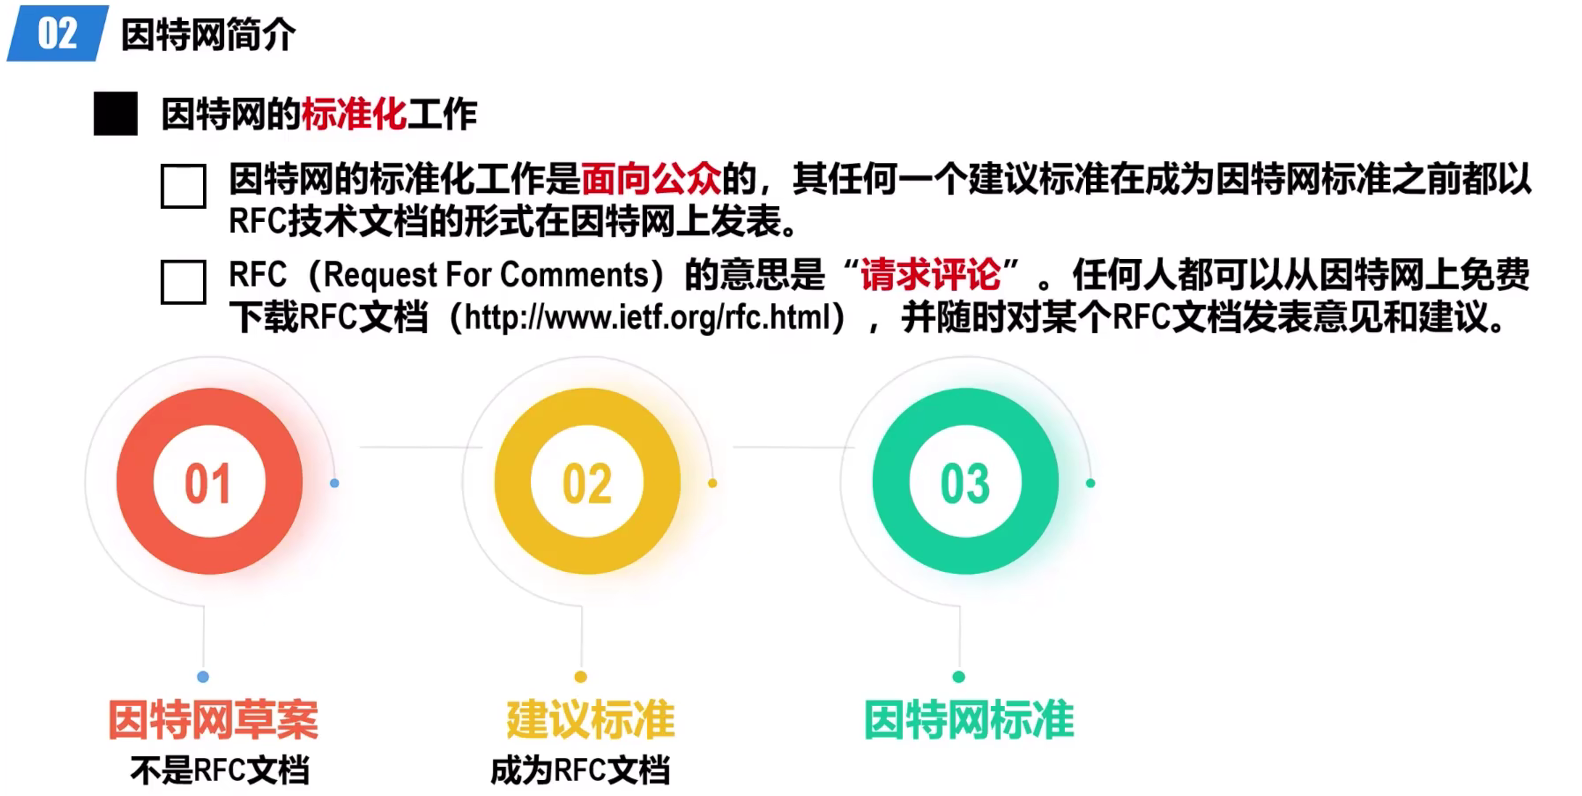 02 因特网简介
因特网的标准化工作
因特网的标准化工作是面向公众的，其任何一个建议标准在成为因特网标准之前都以
RFC技术文档的形式在因特网上发表。
RFC（Request For Comments）的意思是“请求评论”。任何人都可以从因特网上免费
下载RFC文档（http://www.ietf.org/rfc.html），并随时对某个RFC文档发表意见和建议。
01
02
03
因特网草案
建议标准
因特网标准
不是RFC文档
成为RFC文档